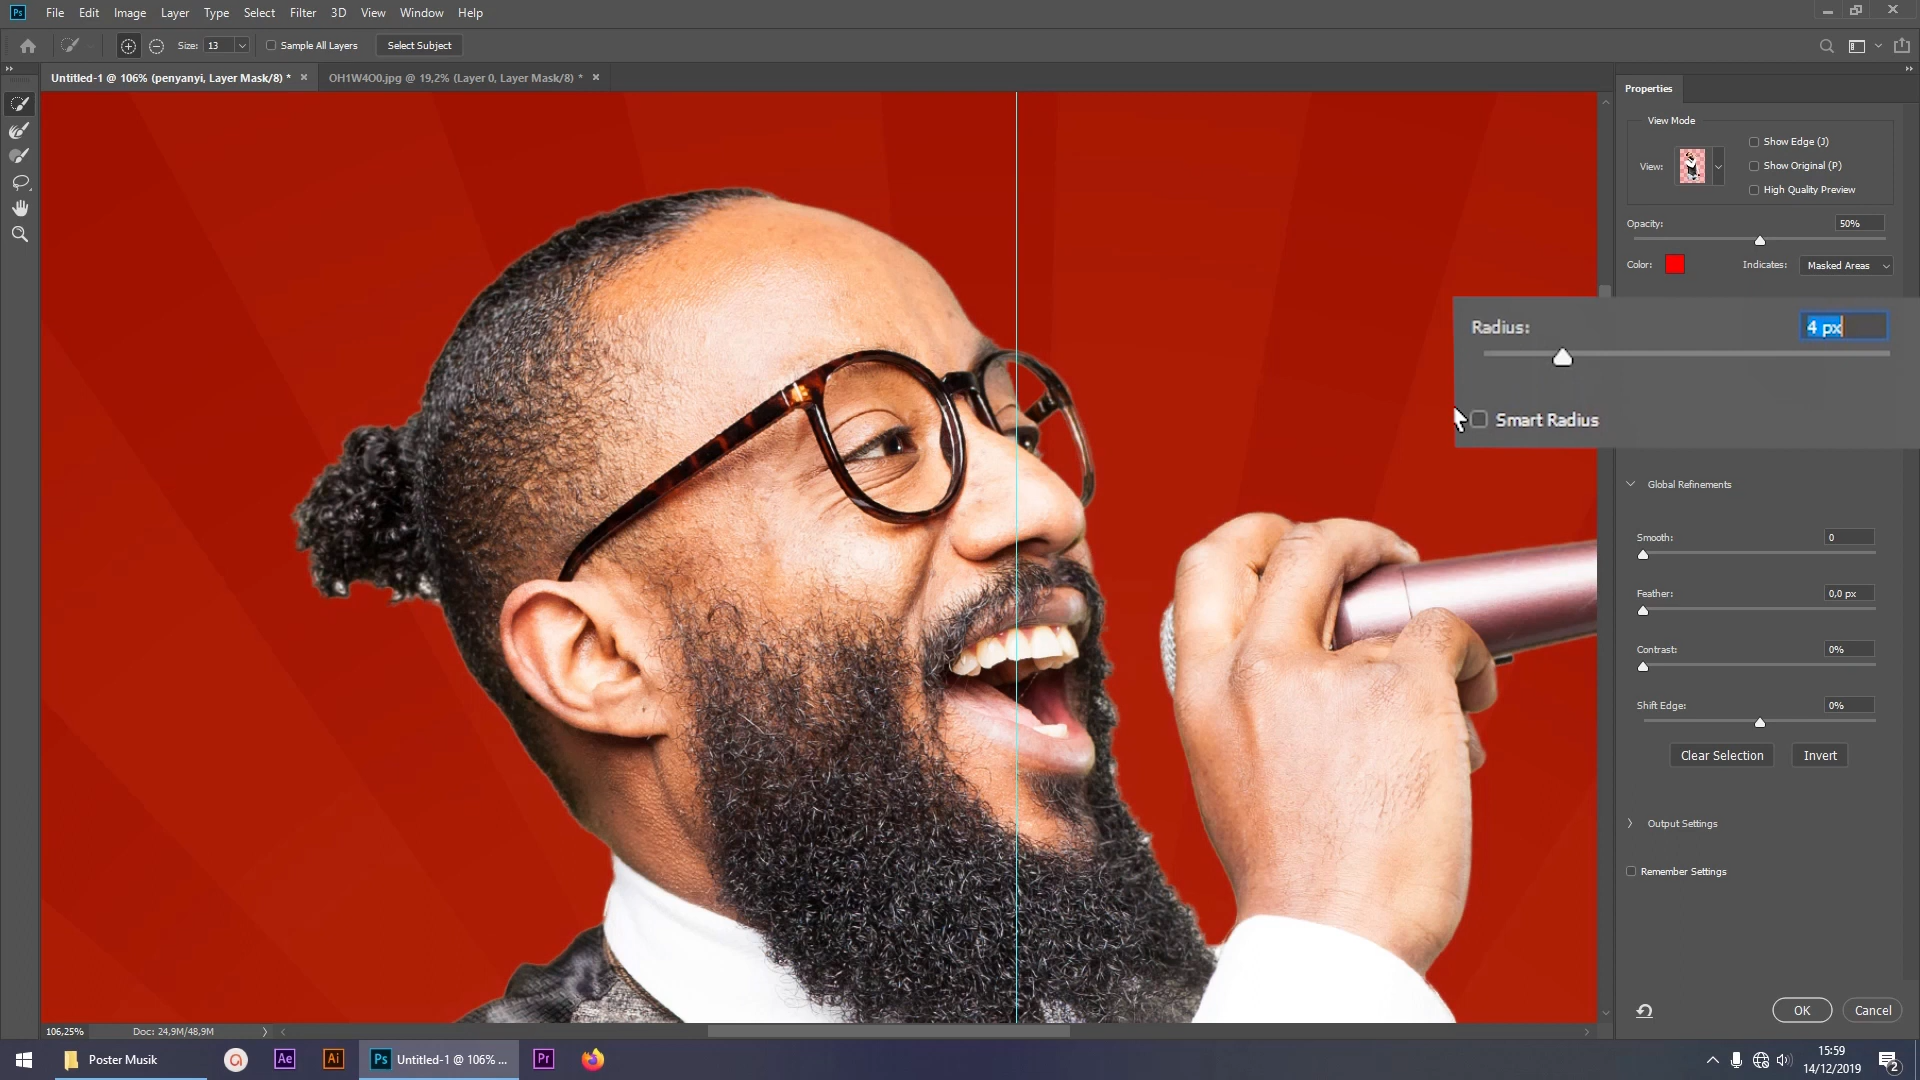 Ps File Edit Image Layer Type Select Filter 3D View Window Help
Size: 13 Sample All Layers Select Subject
Untitled-1 @ 106% (penyanyi, Layer Mask/8) * × OH1W4O0.jpg @ 19,2% (Layer 0, Layer Mask/8) * ×
Properties
View Mode
Show Edge (J)
View:
Show Original (P)
High Quality Preview
Opacity: 50%
Color: Indicates: Masked Areas
Radius: 4 px
Smart Radius
Global Refinements
Smooth: 0
Feather: 0,0 px
Contrast: 0%
Shift Edge: 0%
Clear Selection Invert
Output Settings
Remember Settings
OK Cancel
106,25% Doc: 24,9M/48,9M
Poster Musik Ae Ai Ps Untitled-1 @ 106% ... Pr
15:59
14/12/2019
2